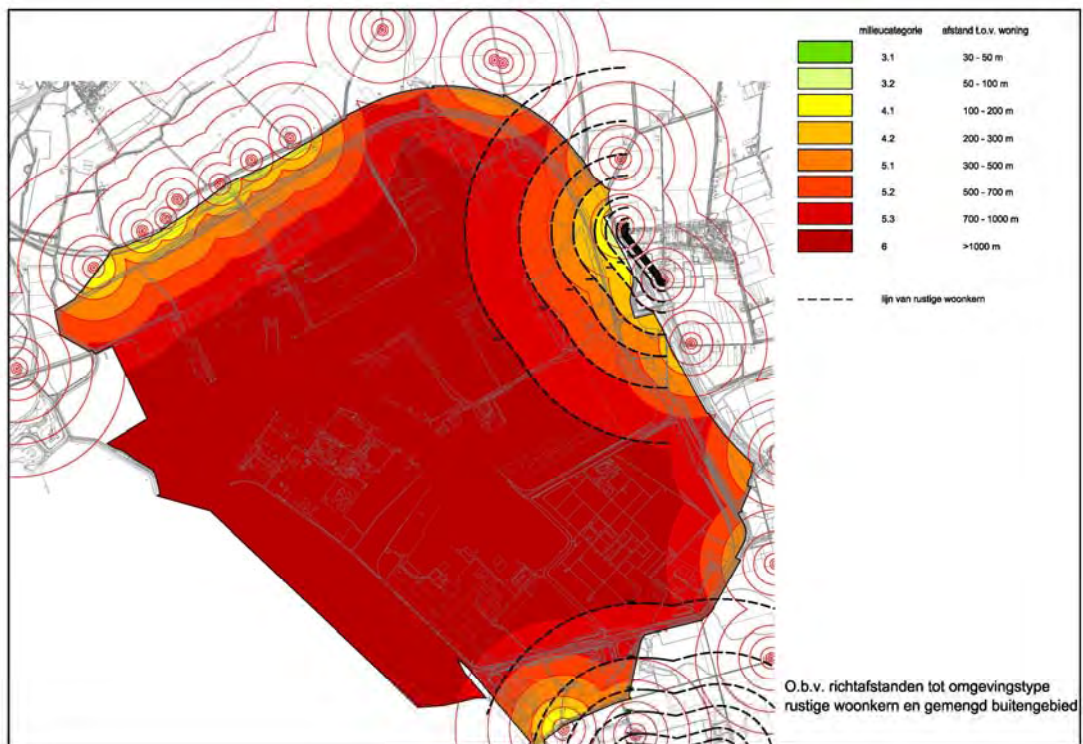 milieucategorie afstand t.o.v. woning
3.1 30 - 50 m
3.2 50 - 100 m
4.1 100 - 200 m
4.2 200 - 300 m
5.1 300 - 500 m
5.2 500 - 700 m
5.3 700 - 1000 m
6 >1000 m
lijn van rustige woonkern
O.b.v. richtafstanden tot omgevingstype
rustige woonkern en gemengd buitengebied